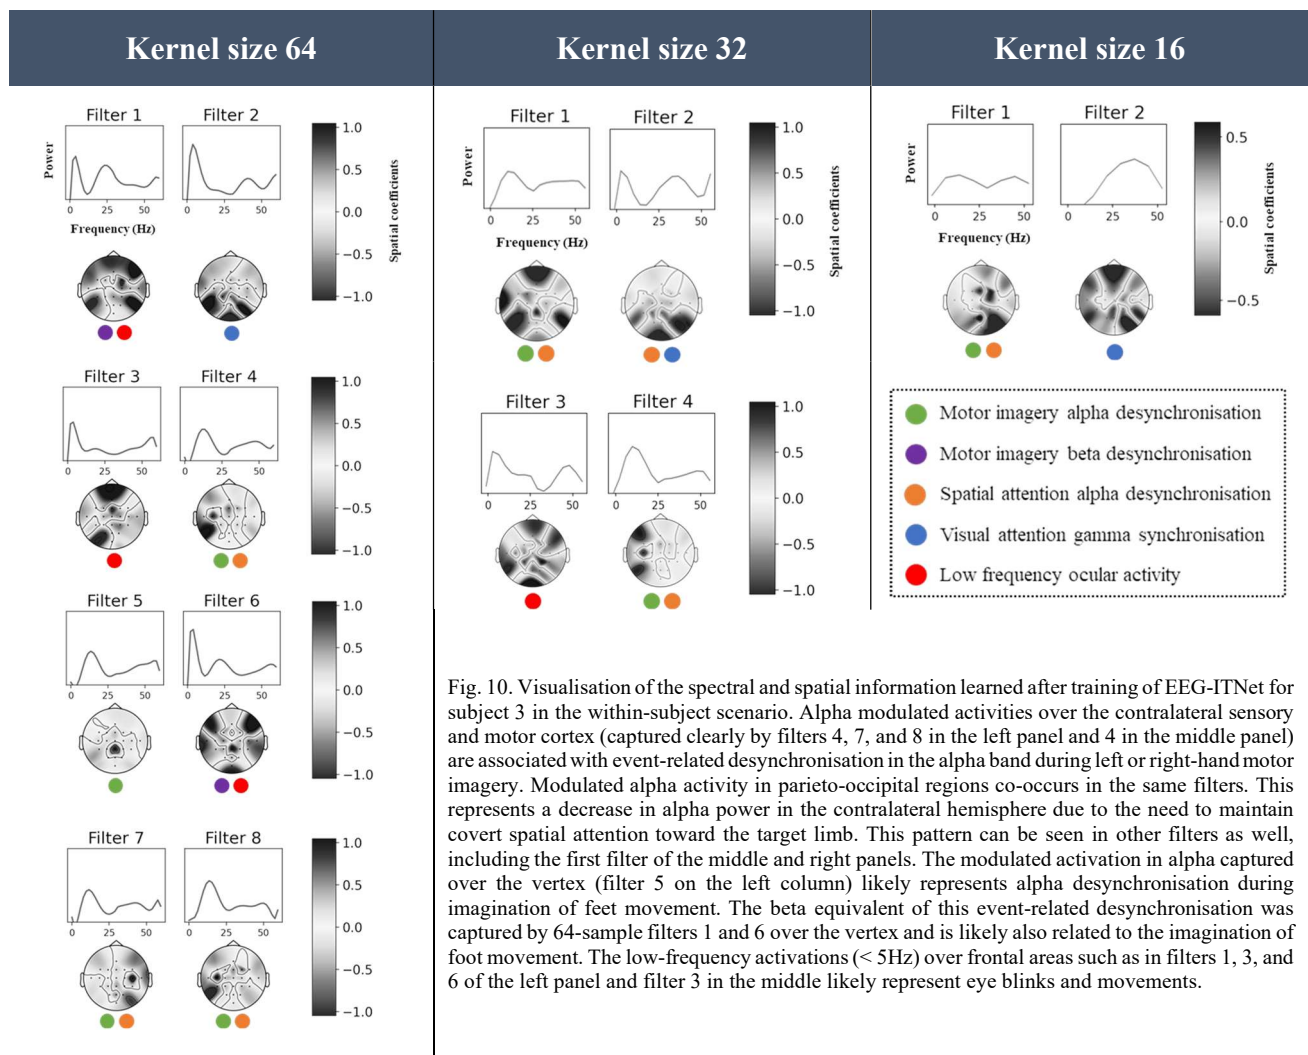 Kernel size 64
Kernel size 32
Kernel size 16
Filter 1
Filter 2
Power
0
25
50
0
25
50
Frequency (Hz)
1.0
0.5
0.0
−0.5
−1.0
Spatial coefficients
Filter 3
Filter 4
0
25
50
0
25
50
1.0
0.5
0.0
−0.5
−1.0
Filter 5
Filter 6
0
25
50
0
25
50
1.0
0.5
0.0
−0.5
−1.0
Filter 7
Filter 8
0
25
50
0
25
50
1.0
0.5
0.0
−0.5
−1.0
Filter 1
Filter 2
Power
0
25
50
0
25
50
Frequency (Hz)
1.0
0.5
0.0
−0.5
−1.0
Spatial coefficients
Filter 3
Filter 4
0
25
50
0
25
50
1.0
0.5
0.0
−0.5
−1.0
Filter 1
Filter 2
Power
0
25
50
0
25
50
Frequency (Hz)
0.5
0.0
−0.5
Spatial coefficients
Motor imagery alpha desynchronisation
Motor imagery beta desynchronisation
Spatial attention alpha desynchronisation
Visual attention gamma synchronisation
Low frequency ocular activity
Fig. 10. Visualisation of the spectral and spatial information learned after training of EEG-ITNet for
subject 3 in the within-subject scenario. Alpha modulated activities over the contralateral sensory
and motor cortex (captured clearly by filters 4, 7, and 8 in the left panel and 4 in the middle panel)
are associated with event-related desynchronisation in the alpha band during left or right-hand motor
imagery. Modulated alpha activity in parieto-occipital regions co-occurs in the same filters. This
represents a decrease in alpha power in the contralateral hemisphere due to the need to maintain
covert spatial attention toward the target limb. This pattern can be seen in other filters as well,
including the first filter of the middle and right panels. The modulated activation in alpha captured
over the vertex (filter 5 on the left column) likely represents alpha desynchronisation during
imagination of feet movement. The beta equivalent of this event-related desynchronisation was
captured by 64-sample filters 1 and 6 over the vertex and is likely also related to the imagination of
foot movement. The low-frequency activations (< 5Hz) over frontal areas such as in filters 1, 3, and
6 of the left panel and filter 3 in the middle likely represent eye blinks and movements.